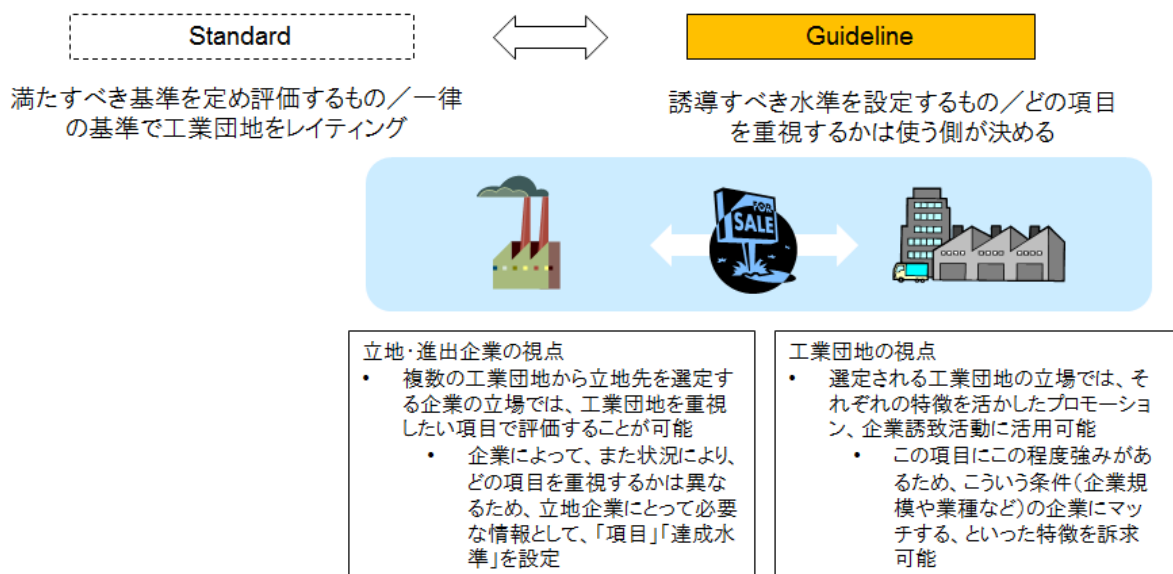 Standard
Guideline
満たすべき基準を定め評価するもの／一律
の基準で工業団地をレイティング
誘導すべき水準を設定するもの／どの項目
を重視するかは使う側が決める
FOR
SALE
立地・進出企業の視点
• 複数の工業団地から立地先を選定す
る企業の立場では、工業団地を重視
したい項目で評価することが可能
• 企業によって、また状況により、
どの項目を重視するかは異な
るため、立地企業にとって必要
な情報として、「項目」「達成水
準」を設定
工業団地の視点
• 選定される工業団地の立場では、そ
れぞれの特徴を活かしたプロモーショ
ン、企業誘致活動に活用可能
• この項目にこの程度強みがあ
るため、こういう条件（企業規
模や業種など）の企業にマッ
チする、といった特徴を訴求
可能